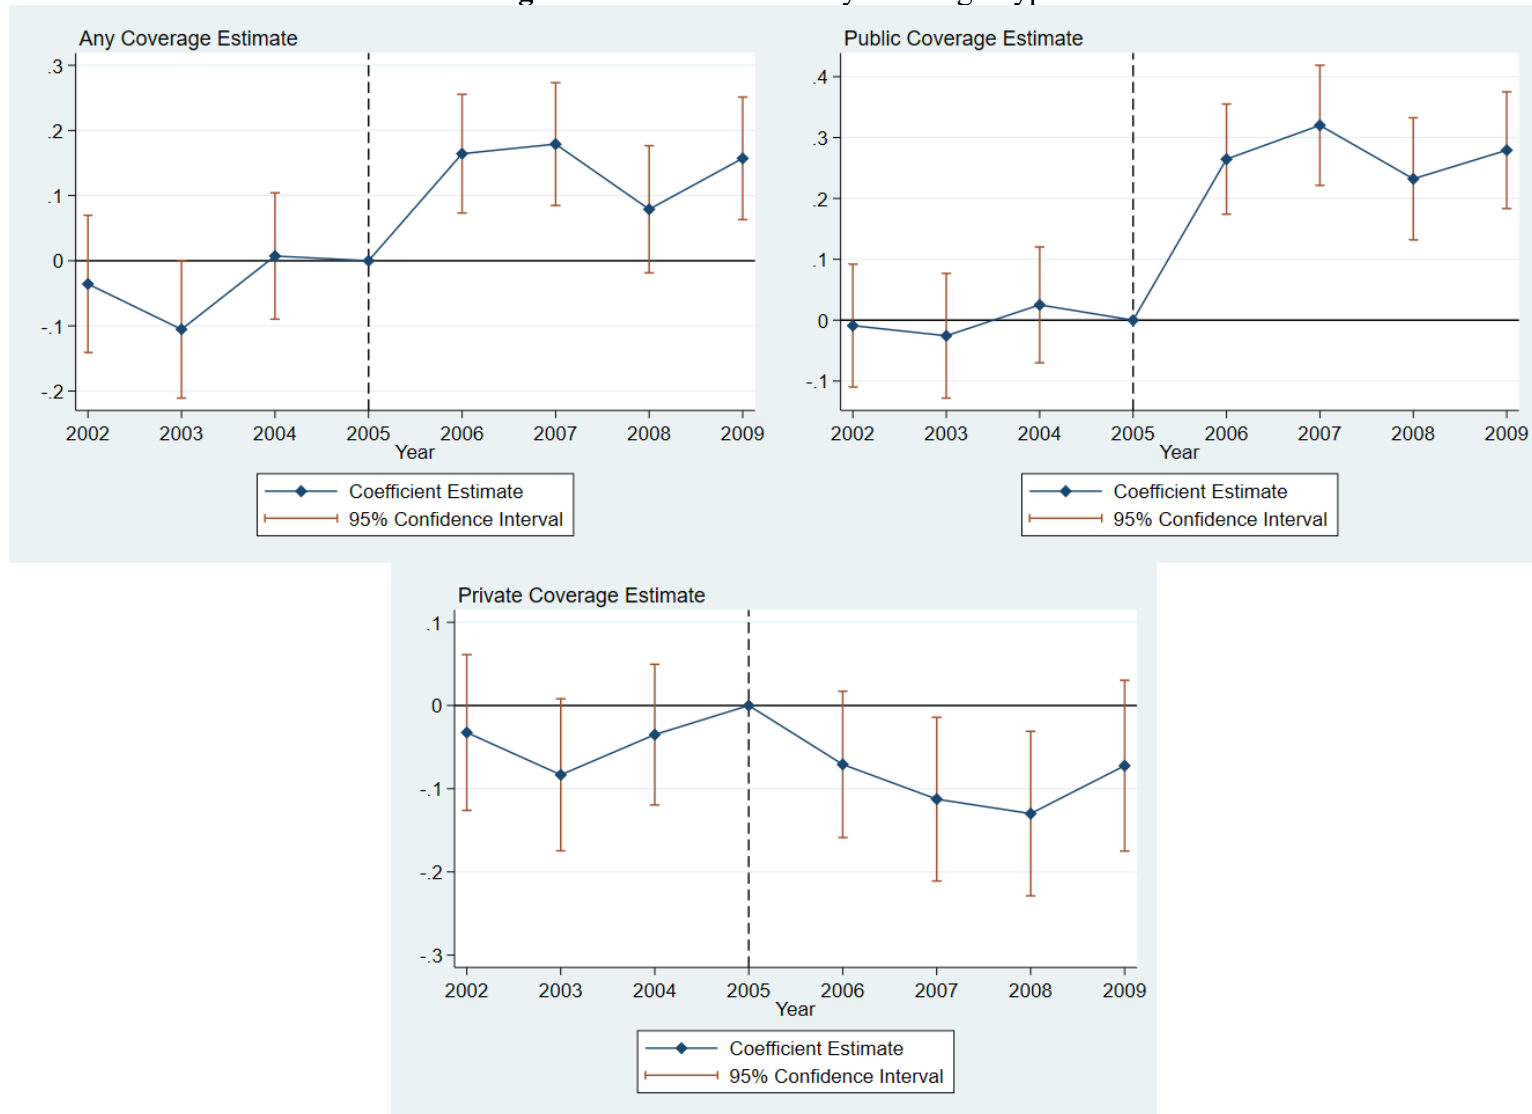 Any Coverage Estimate
.3
.2
.1
0
-.1
-.2
2002 2003 2004 2005 2006 2007 2008 2009
Year
Coefficient Estimate
95% Confidence Interval
Public Coverage Estimate
.4
.3
.2
.1
0
-.1
2002 2003 2004 2005 2006 2007 2008 2009
Year
Coefficient Estimate
95% Confidence Interval
Private Coverage Estimate
.1
0
-.1
-.2
-.3
2002 2003 2004 2005 2006 2007 2008 2009
Year
Coefficient Estimate
95% Confidence Interval